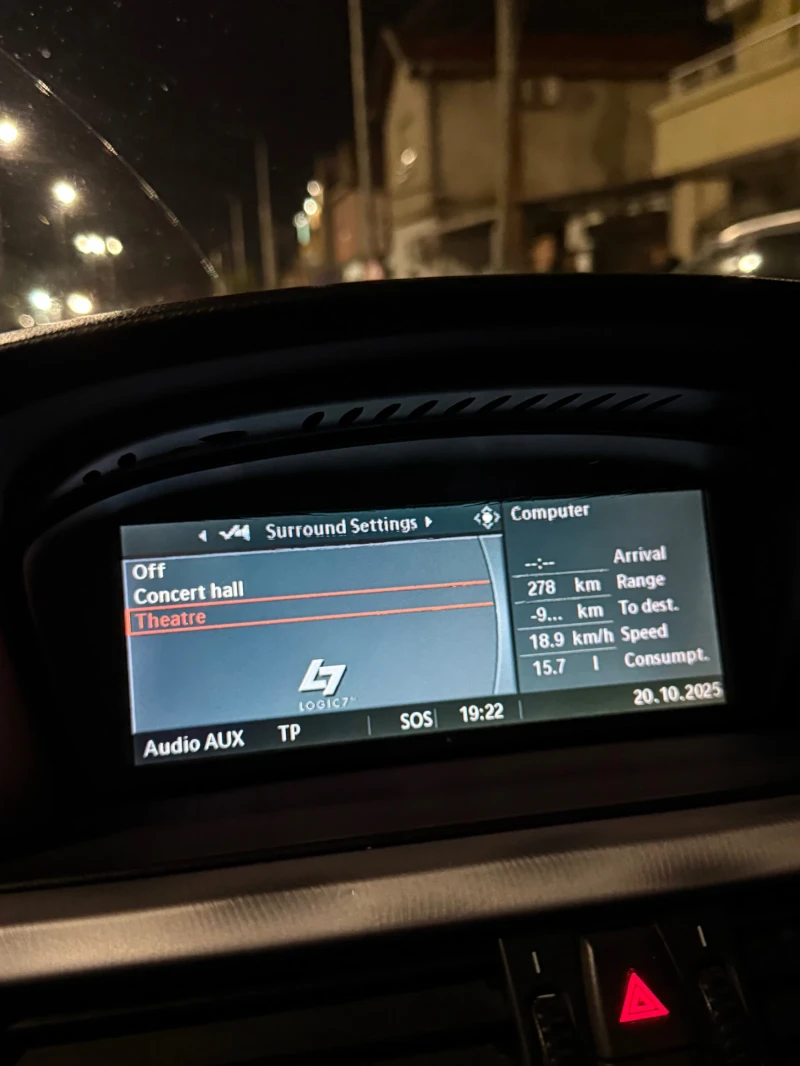 Surround Settings
Off
Concert hall
Theatre
LOGIC7™
Computer
--:-- Arrival
278 km Range
-9... km To dest.
18.9 km/h Speed
15.7 l Consumpt.
Audio AUX TP SOS 19:22 20.10.2025